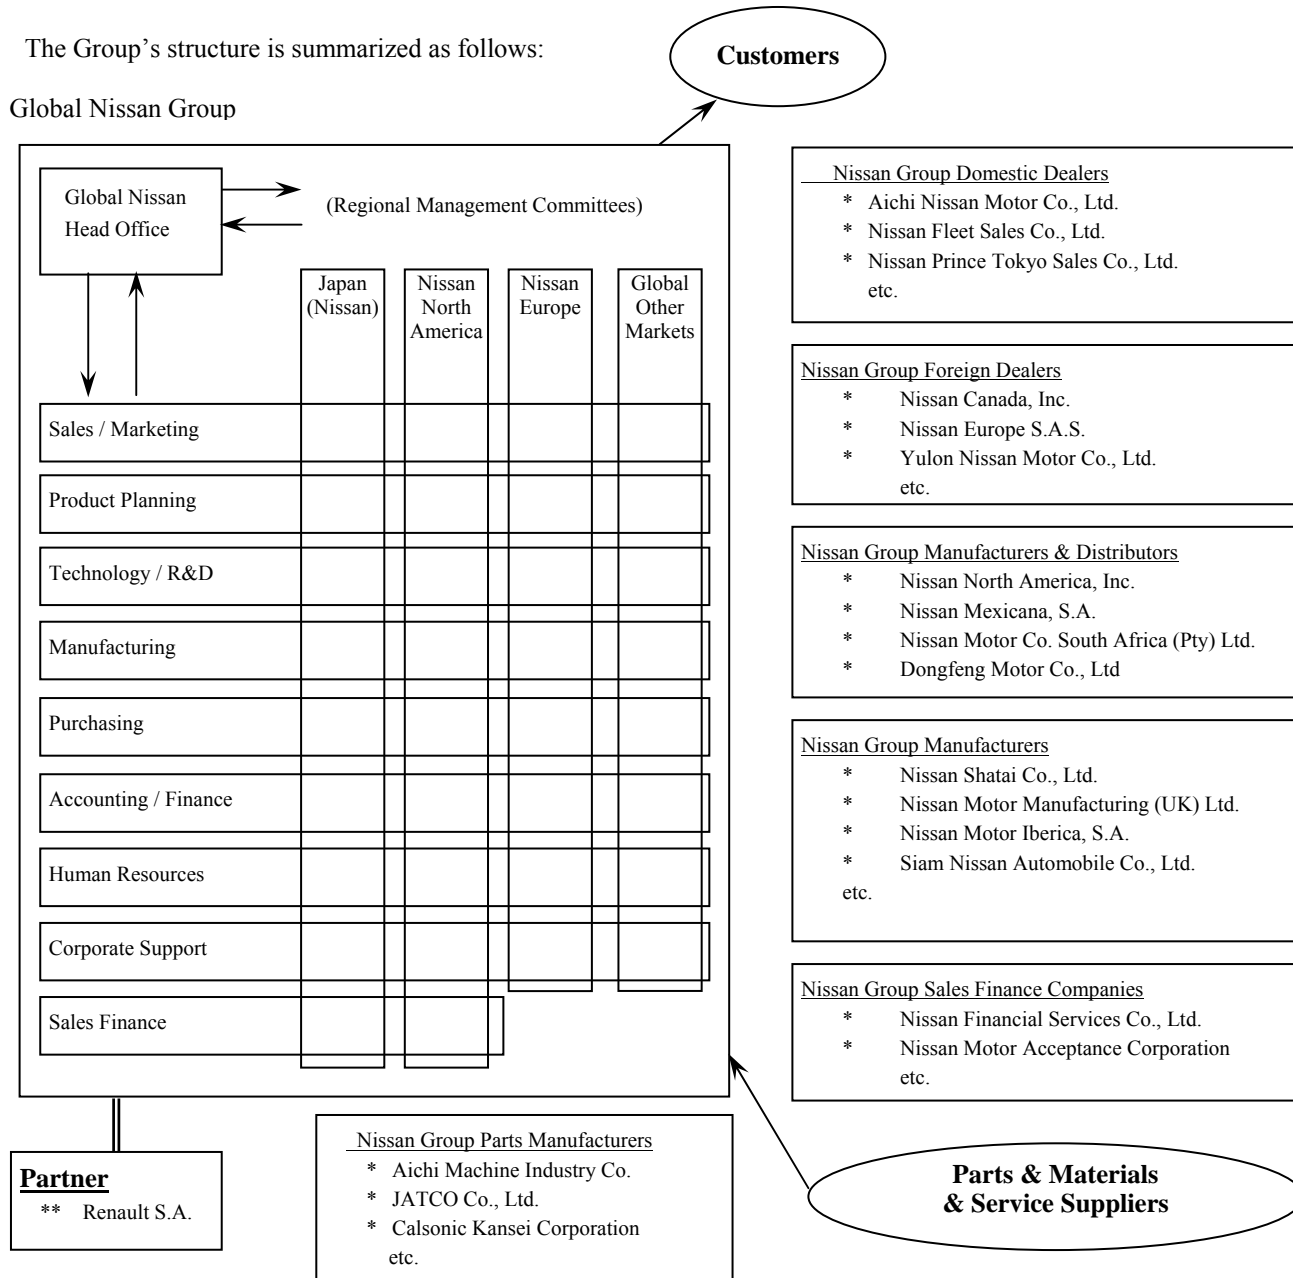 The Group’s structure is summarized as follows:
Customers
Global Nissan Group
Global Nissan
Head Office
(Regional Management Committees)
Japan
(Nissan)
Nissan
North
America
Nissan
Europe
Global
Other
Markets
Sales / Marketing
Product Planning
Technology / R&D
Manufacturing
Purchasing
Accounting / Finance
Human Resources
Corporate Support
Sales Finance
Nissan Group Domestic Dealers
* Aichi Nissan Motor Co., Ltd.
* Nissan Fleet Sales Co., Ltd.
* Nissan Prince Tokyo Sales Co., Ltd.
etc.
Nissan Group Foreign Dealers
* Nissan Canada, Inc.
* Nissan Europe S.A.S.
* Yulon Nissan Motor Co., Ltd.
etc.
Nissan Group Manufacturers & Distributors
* Nissan North America, Inc.
* Nissan Mexicana, S.A.
* Nissan Motor Co. South Africa (Pty) Ltd.
* Dongfeng Motor Co., Ltd
Nissan Group Manufacturers
* Nissan Shatai Co., Ltd.
* Nissan Motor Manufacturing (UK) Ltd.
* Nissan Motor Iberica, S.A.
* Siam Nissan Automobile Co., Ltd.
etc.
Nissan Group Sales Finance Companies
* Nissan Financial Services Co., Ltd.
* Nissan Motor Acceptance Corporation
etc.
Partner
** Renault S.A.
Nissan Group Parts Manufacturers
* Aichi Machine Industry Co.
* JATCO Co., Ltd.
* Calsonic Kansei Corporation
etc.
Parts & Materials
& Service Suppliers